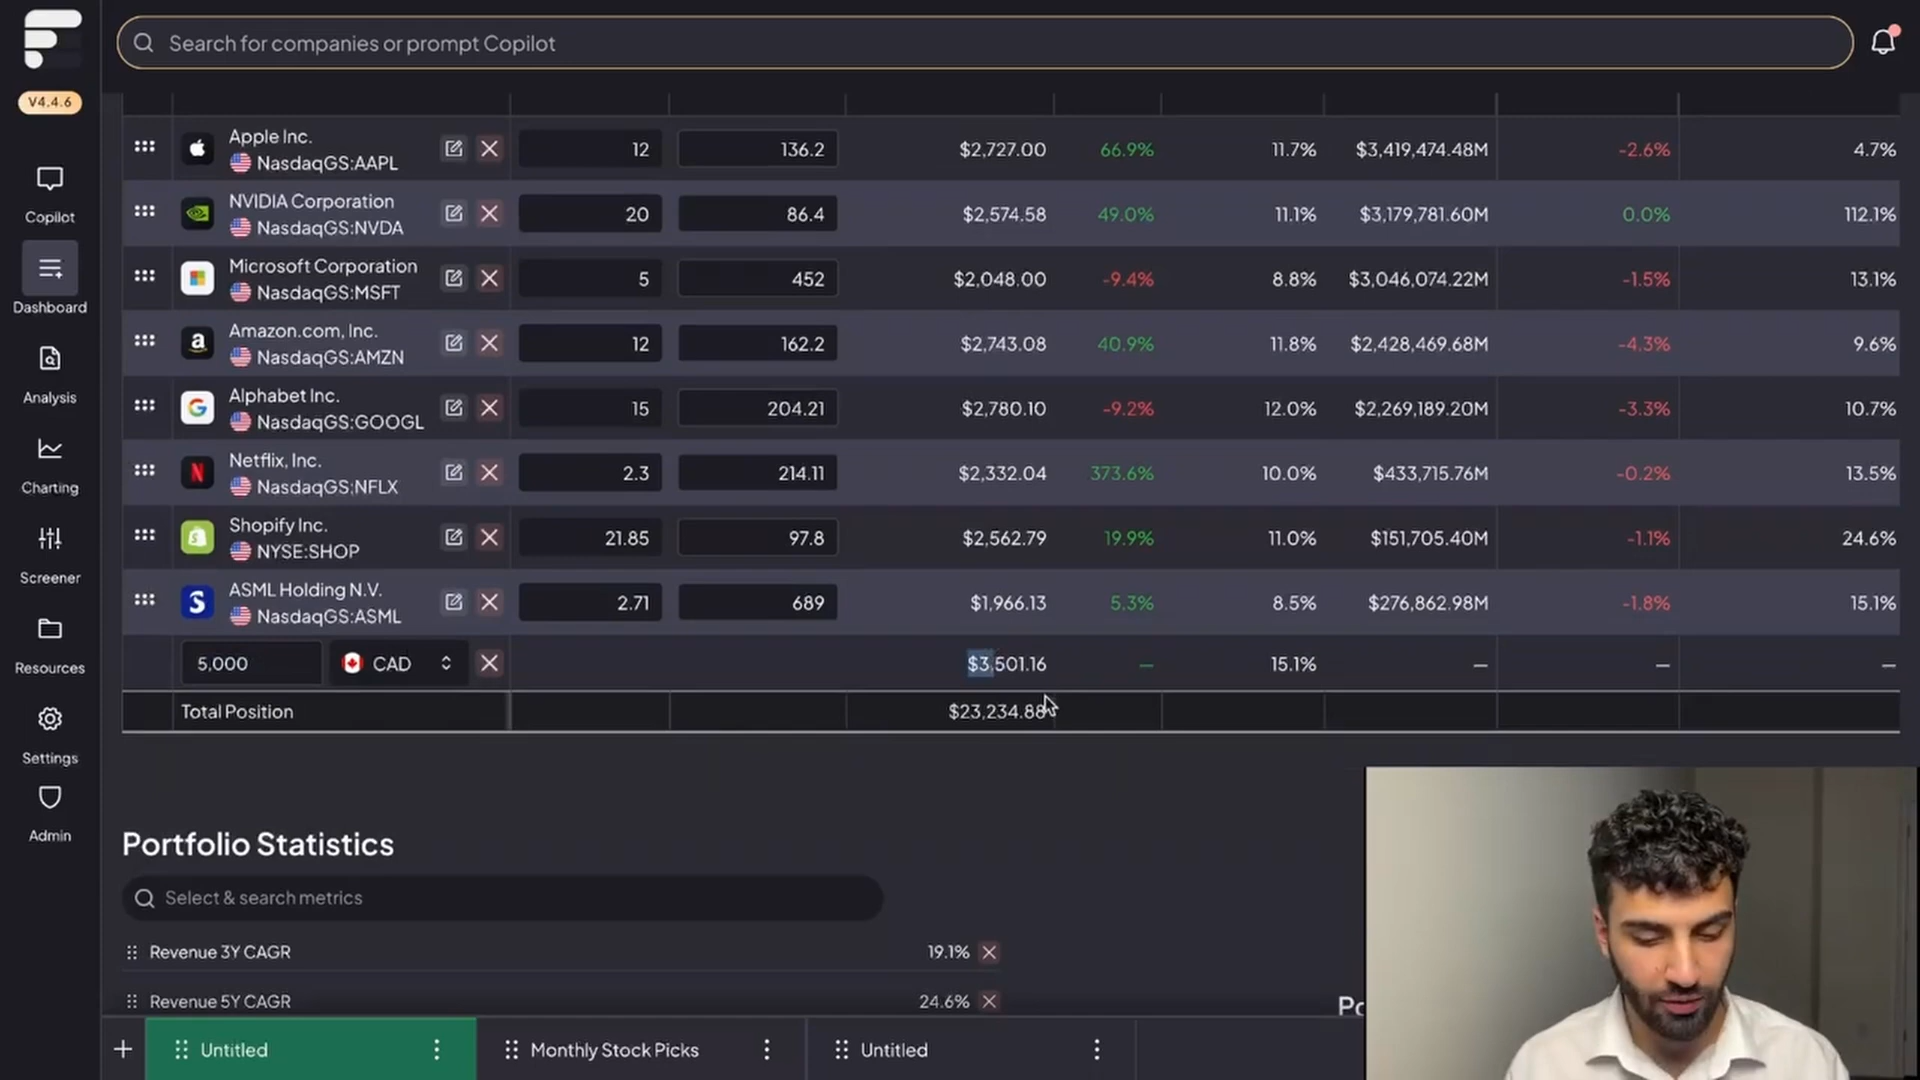 Search for companies or prompt Copilot
V4.4.6
Copilot
Dashboard
Analysis
Charting
Screener
Resources
Settings
Admin
Apple Inc.
NasdaqGS:AAPL
12 136.2 $2,727.00 66.9% 11.7% $3,419,474.48M -2.6% 4.7%
NVIDIA Corporation
NasdaqGS:NVDA
20 86.4 $2,574.58 49.0% 11.1% $3,179,781.60M 0.0% 112.1%
Microsoft Corporation
NasdaqGS:MSFT
5 452 $2,048.00 -9.4% 8.8% $3,046,074.22M -1.5% 13.1%
Amazon.com, Inc.
NasdaqGS:AMZN
12 162.2 $2,743.08 40.9% 11.8% $2,428,469.68M -4.3% 9.6%
Alphabet Inc.
NasdaqGS:GOOGL
15 204.21 $2,780.10 -9.2% 12.0% $2,269,189.20M -3.3% 10.7%
Netflix, Inc.
NasdaqGS:NFLX
2.3 214.11 $2,332.04 373.6% 10.0% $433,715.76M -0.2% 13.5%
Shopify Inc.
NYSE:SHOP
21.85 97.8 $2,562.79 19.9% 11.0% $151,705.40M -1.1% 24.6%
ASML Holding N.V.
NasdaqGS:ASML
2.71 689 $1,966.13 5.3% 8.5% $276,862.98M -1.8% 15.1%
5,000 CAD $3,501.16 — 15.1% — — —
Total Position $23,234.88
Portfolio Statistics
Select & search metrics
Revenue 3Y CAGR 19.1%
Revenue 5Y CAGR 24.6%
Untitled
Monthly Stock Picks
Untitled